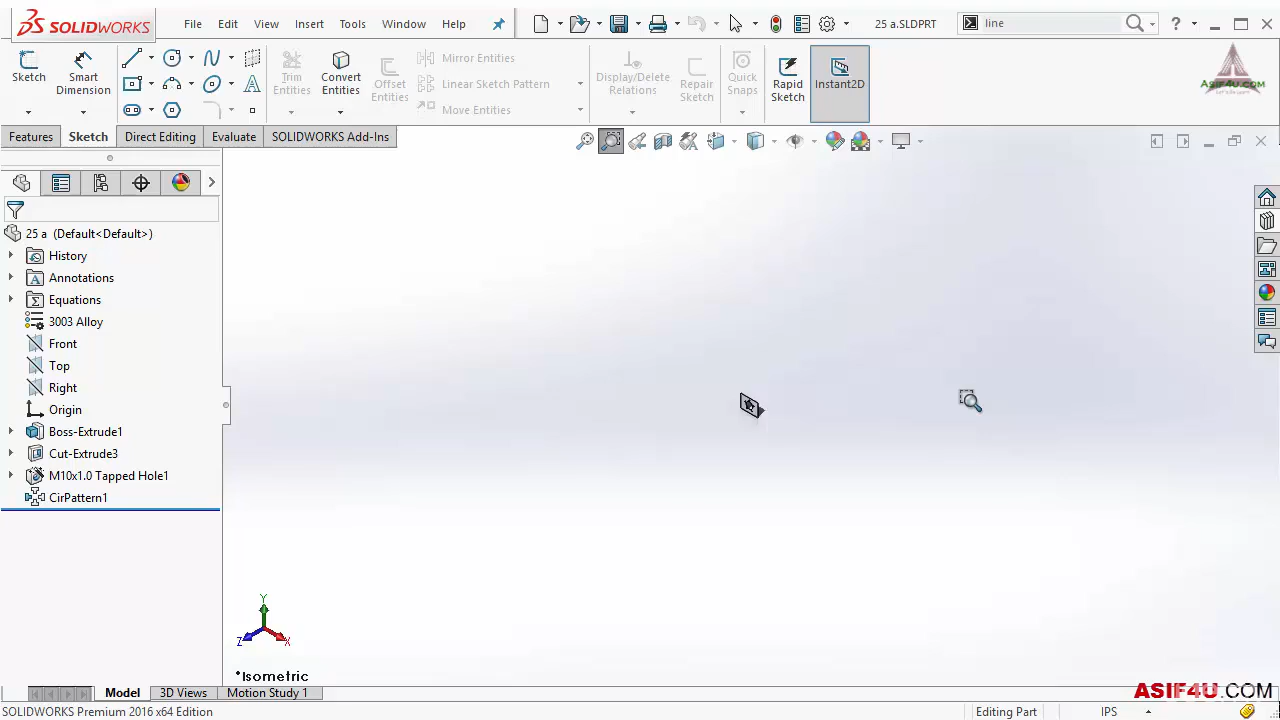 SOLIDWORKS File Edit View Insert Tools Window Help 25 a.SLDPRT line ?
Sketch Smart Dimension Trim Entities Convert Entities Offset Entities Mirror Entities Linear Sketch Pattern Move Entities Display/Delete Relations Repair Sketch Quick Snaps Rapid Sketch Instant2D ASIF4U.COM
Features Sketch Direct Editing Evaluate SOLIDWORKS Add-Ins
25 a (Default<Default>)
History
Annotations
Equations
3003 Alloy
Front
Top
Right
Origin
Boss-Extrude1
Cut-Extrude3
M10x1.0 Tapped Hole1
CirPattern1
Y
Z X
*Isometric
Model 3D Views Motion Study 1 ASIF4U.COM
SOLIDWORKS Premium 2016 x64 Edition Editing Part IPS